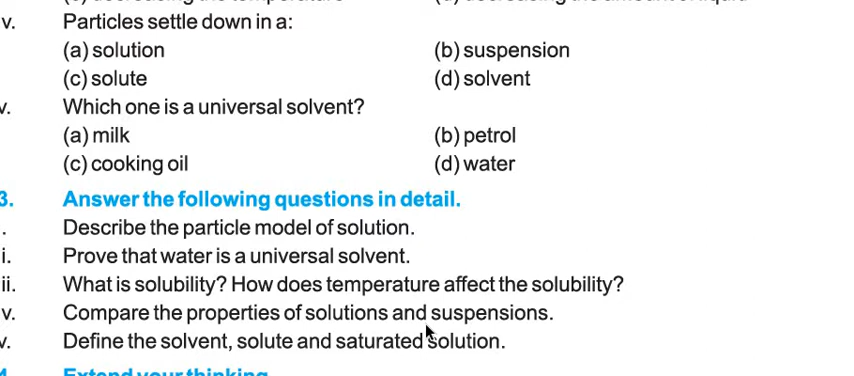 v. Particles settle down in a:
(a) solution (b) suspension
(c) solute (d) solvent
v. Which one is a universal solvent?
(a) milk (b) petrol
(c) cooking oil (d) water
3. Answer the following questions in detail.
. Describe the particle model of solution.
i. Prove that water is a universal solvent.
ii. What is solubility? How does temperature affect the solubility?
v. Compare the properties of solutions and suspensions.
v. Define the solvent, solute and saturated solution.
Extend your thinking